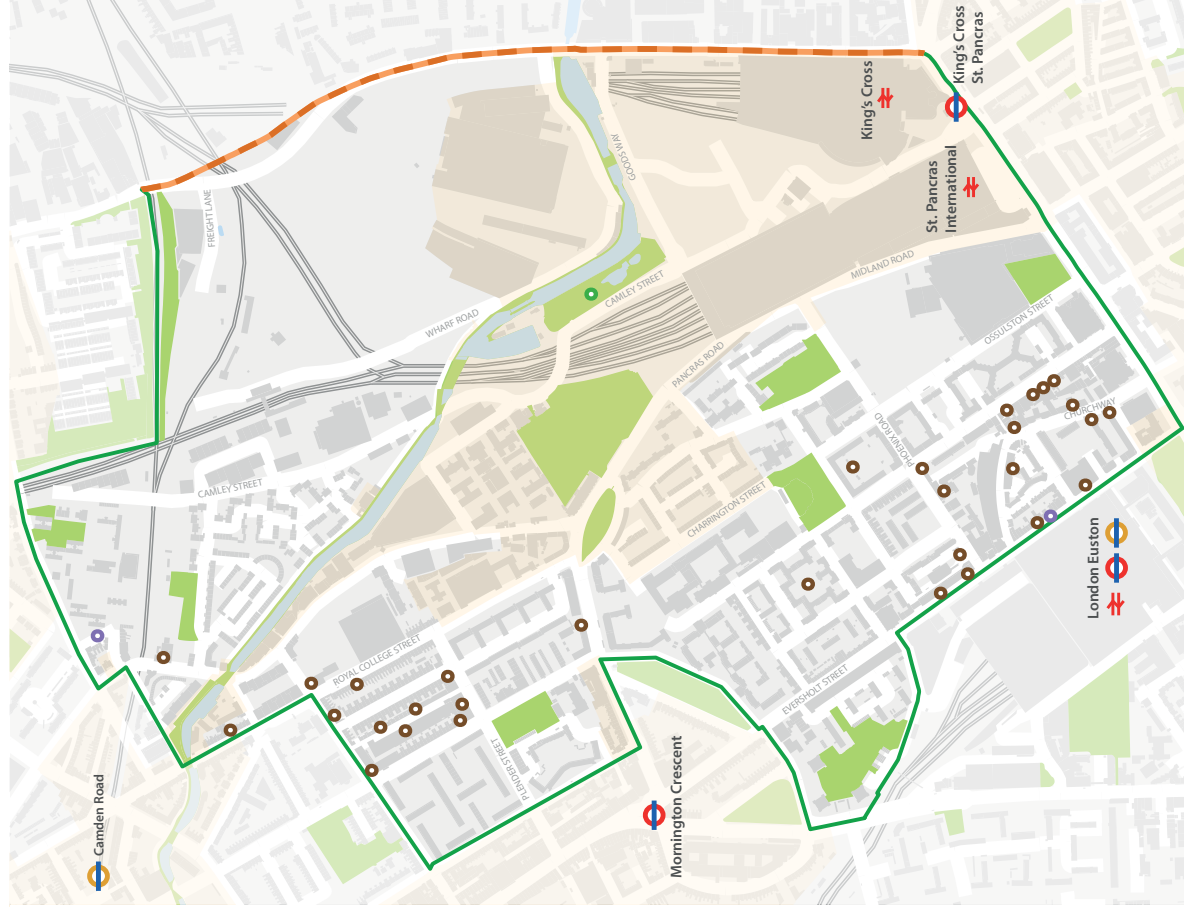 King's Cross
St. Pancras
King's Cross
St. Pancras
International
GOODS WAY
FREIGHT LANE
MIDLAND ROAD
CAMLEY STREET
WHARF ROAD
OSSULSTON STREET
PANCRAS ROAD
CHURCHWAY
PHOENIX ROAD
CAMLEY STREET
CHARRINGTON STREET
London Euston
ROYAL COLLEGE STREET
EVERSHOLT STREET
PLENDER STREET
Mornington Crescent
Camden Road